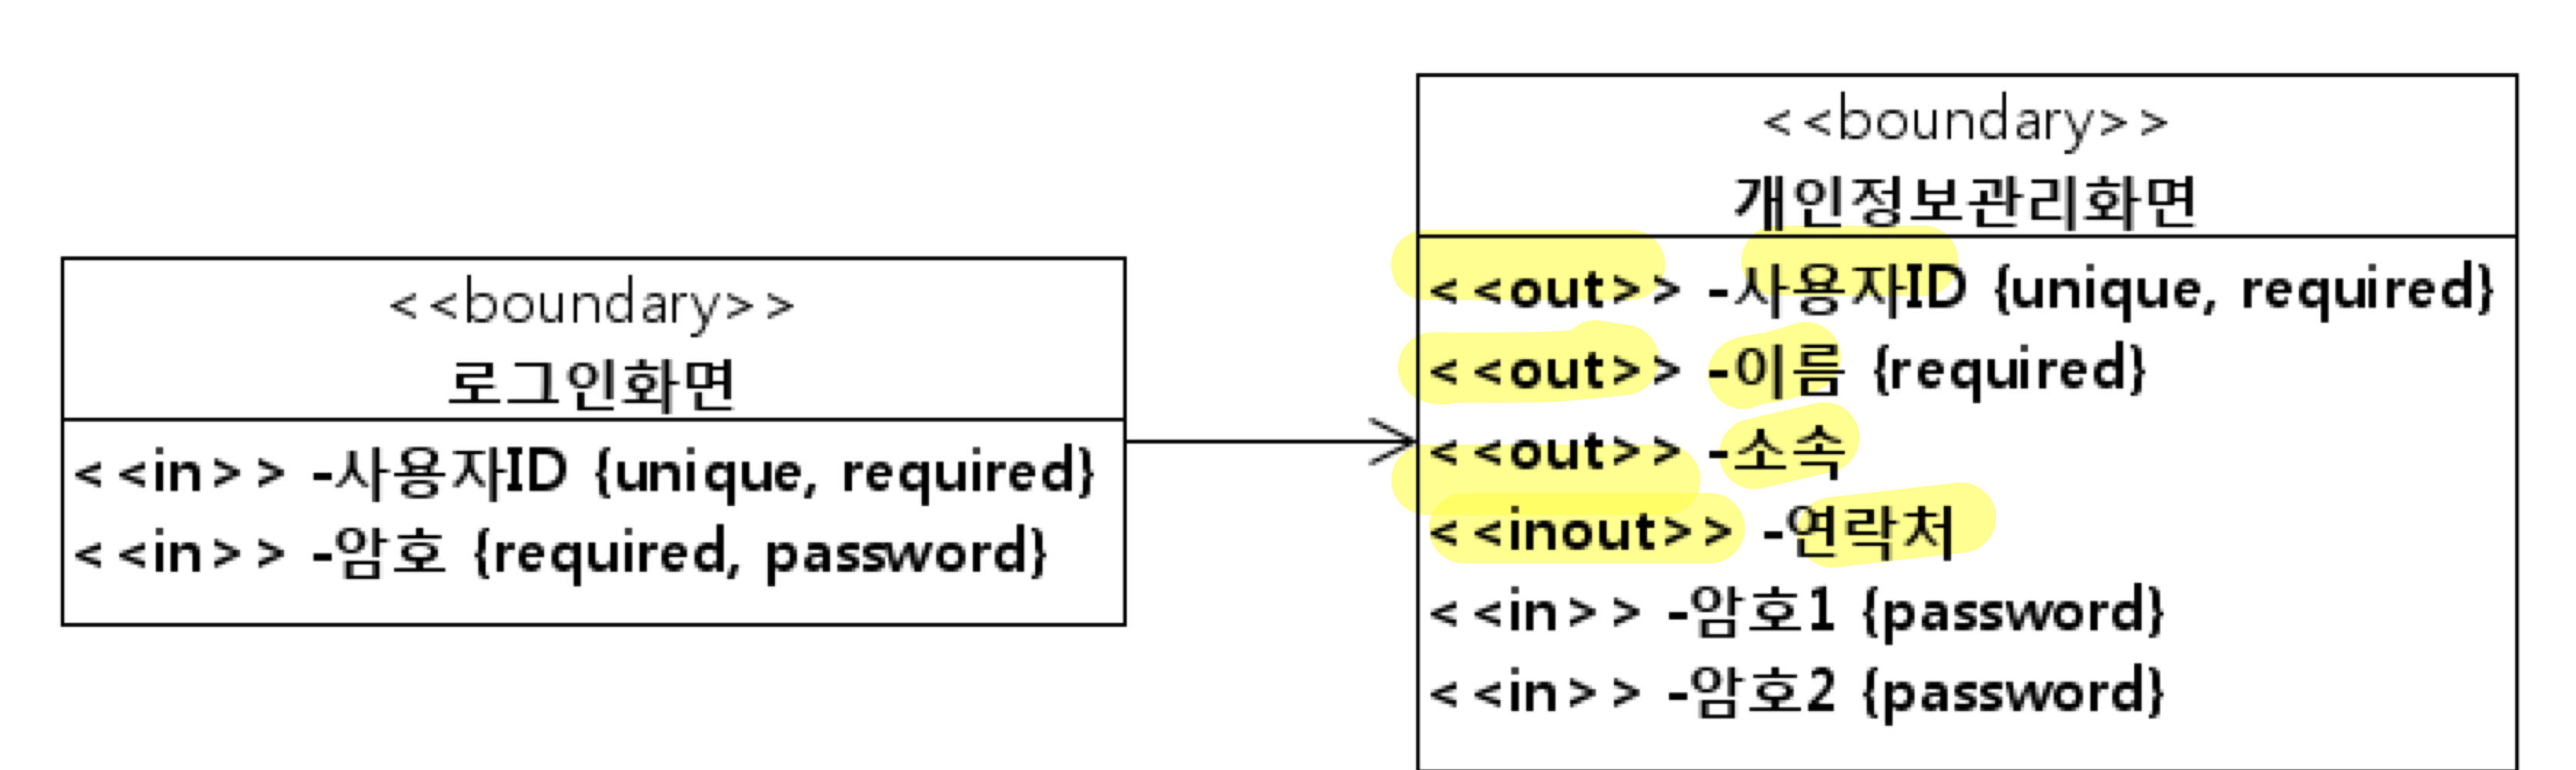 <<boundary>>
로그인화면
<<in>> -사용자ID {unique, required}
<<in>> -암호 {required, password}
<<boundary>>
개인정보관리화면
<<out>> -사용자ID {unique, required}
<<out>> -이름 {required}
<<out>> -소속
<<inout>> -연락처
<<in>> -암호1 {password}
<<in>> -암호2 {password}